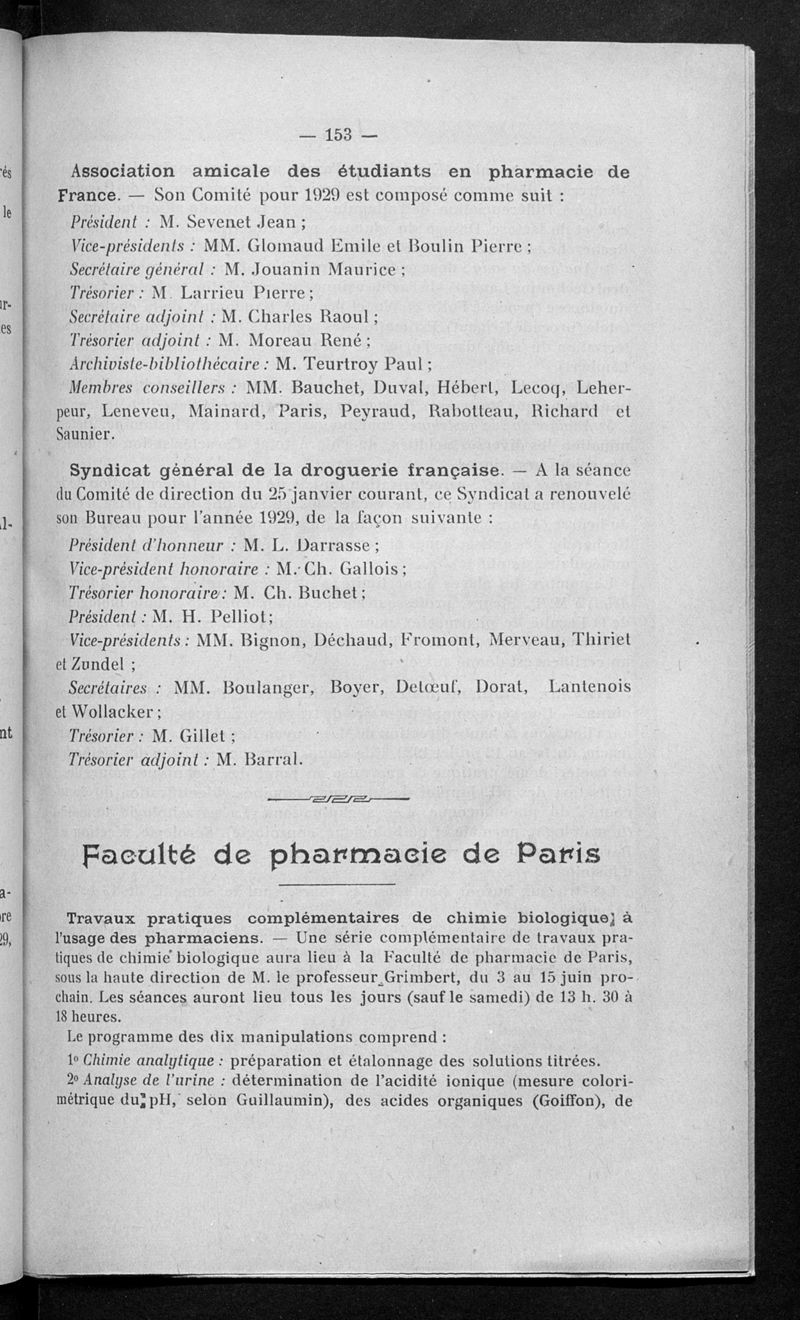 — 153 —
Association amicale des étudiants en pharmacie de
France. — Son Comité pour 1929 est composé comme suit :
Président : M. Sevenet Jean ;
Vice-présidents : MM. Glomaud Emile et Boulin Pierre ;
Secrétaire général : M. Jouanin Maurice ;
Trésorier : M. Larrieu Pierre ;
Secrétaire adjoint : M. Charles Raoul ;
Trésorier adjoint : M. Moreau René ;
Archiviste-bibliothécaire : M. Teurtroy Paul ;
Membres conseillers : MM. Bauchet, Duval, Hébert, Lecoq, Leher-
peur, Leneveu, Mainard, Paris, Peyraud, Rabotteau, Richard et
Saunier.
Syndicat général de la droguerie française. — A la séance
du Comité de direction du 25 janvier courant, ce Syndicat a renouvelé
son Bureau pour l'année 1929, de la façon suivante :
Président d'honneur : M. L. Darrasse ;
Vice-président honoraire : M. Ch. Gallois ;
Trésorier honoraire : M. Ch. Buchet ;
Président : M. H. Pelliot ;
Vice-présidents : MM. Bignon, Déchaud, Fromont, Merveau, Thiriet
et Zundel ;
Secrétaires : MM. Boulanger, Boyer, Delœuf, Dorat, Lantenois
et Wollacker ;
Trésorier : M. Gillet ;
Trésorier adjoint : M. Barral.
Faculté de pharmacie de Paris
Travaux pratiques complémentaires de chimie biologique à
l'usage des pharmaciens. — Une série complémentaire de travaux pra-
tiques de chimie biologique aura lieu à la Faculté de pharmacie de Paris,
sous la haute direction de M. le professeur Grimbert, du 3 au 15 juin pro-
chain. Les séances auront lieu tous les jours (sauf le samedi) de 13 h. 30 à
18 heures.
Le programme des dix manipulations comprend :
1° Chimie analytique : préparation et étalonnage des solutions titrées.
2° Analyse de l'urine : détermination de l'acidité ionique (mesure colori-
métrique du pH, selon Guillaumin), des acides organiques (Goiffon), de